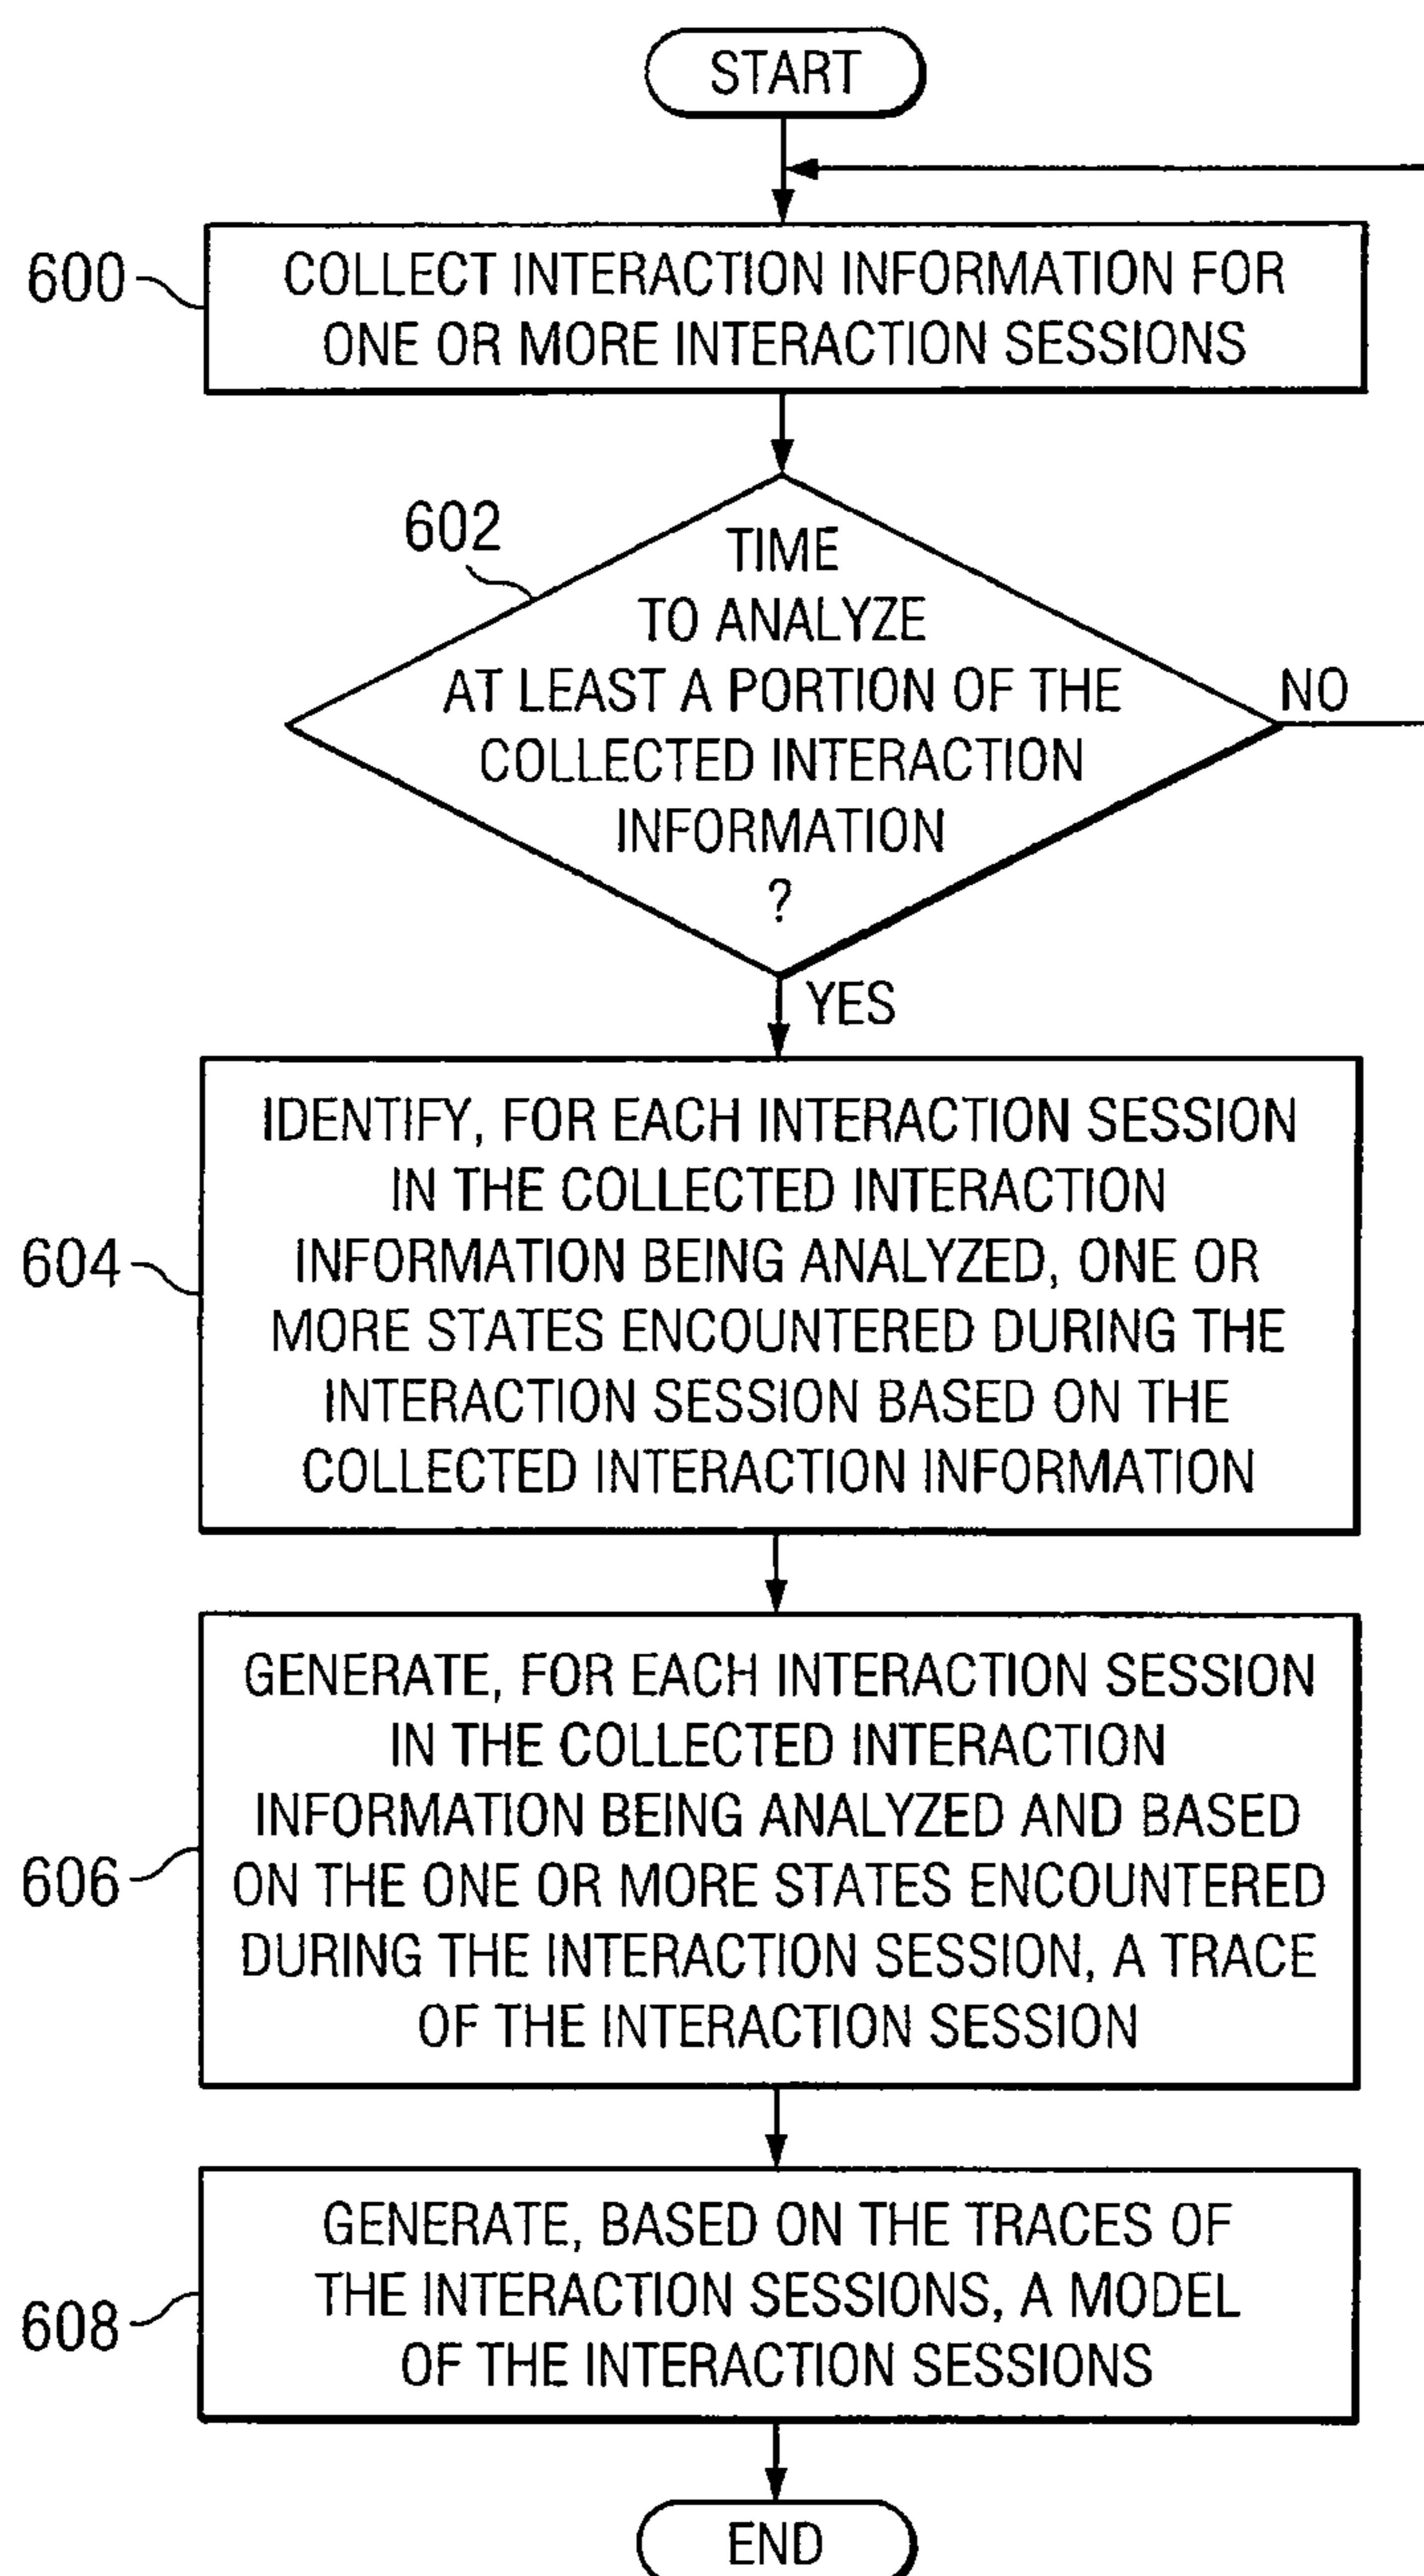 START
600
COLLECT INTERACTION INFORMATION FOR
ONE OR MORE INTERACTION SESSIONS
602
TIME
TO ANALYZE
AT LEAST A PORTION OF THE
COLLECTED INTERACTION
INFORMATION
?
NO
YES
604
IDENTIFY, FOR EACH INTERACTION SESSION
IN THE COLLECTED INTERACTION
INFORMATION BEING ANALYZED, ONE OR
MORE STATES ENCOUNTERED DURING THE
INTERACTION SESSION BASED ON THE
COLLECTED INTERACTION INFORMATION
606
GENERATE, FOR EACH INTERACTION SESSION
IN THE COLLECTED INTERACTION
INFORMATION BEING ANALYZED AND BASED
ON THE ONE OR MORE STATES ENCOUNTERED
DURING THE INTERACTION SESSION, A TRACE
OF THE INTERACTION SESSION
608
GENERATE, BASED ON THE TRACES OF
THE INTERACTION SESSIONS, A MODEL
OF THE INTERACTION SESSIONS
END